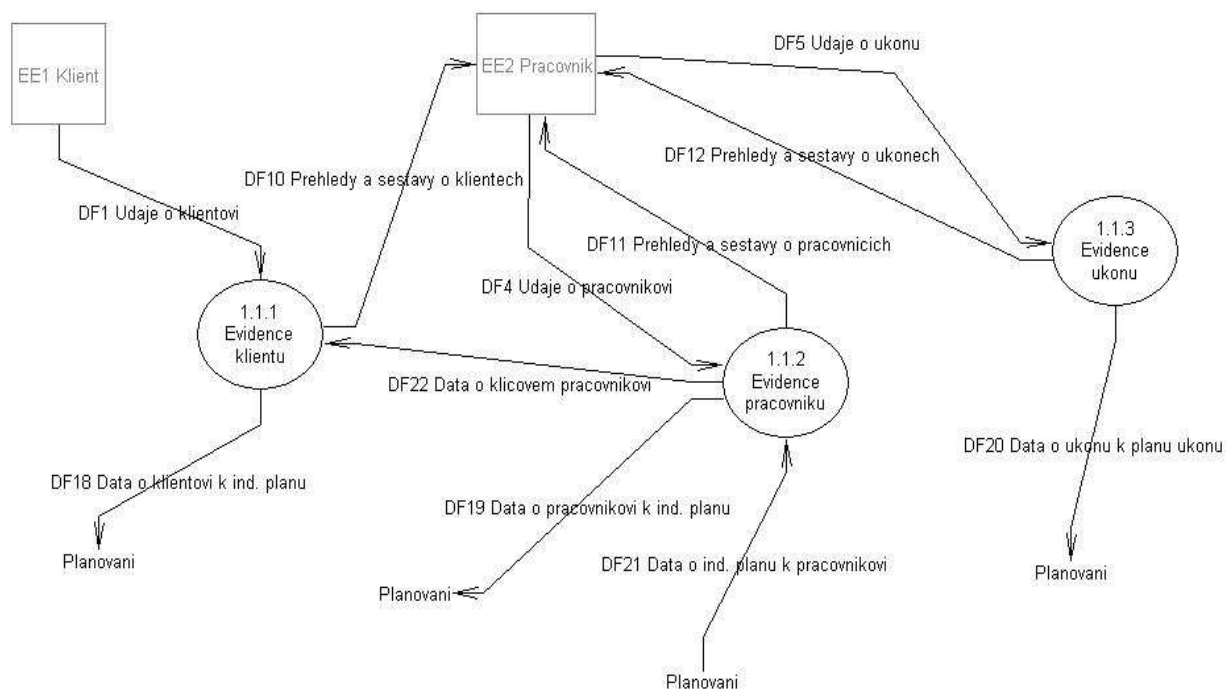 DF5 Udaje o ukonu
EE1 Klient
EE2 Pracovnik
DF12 Prehledy a sestavy o ukonech
DF10 Prehledy a sestavy o klientech
DF1 Udaje o klientovi
DF11 Prehledy a sestavy o pracovnicich
1.1.3
Evidence
ukonu
DF4 Udaje o pracovnikovi
1.1.1
Evidence
klientu
1.1.2
Evidence
pracovniku
DF22 Data o klicovem pracovnikovi
DF20 Data o ukonu k planu ukonu
DF18 Data o klientovi k ind. planu
DF19 Data o pracovnikovi k ind. planu
Planovani
DF21 Data o ind. planu k pracovnikovi
Planovani
Planovani
Planovani